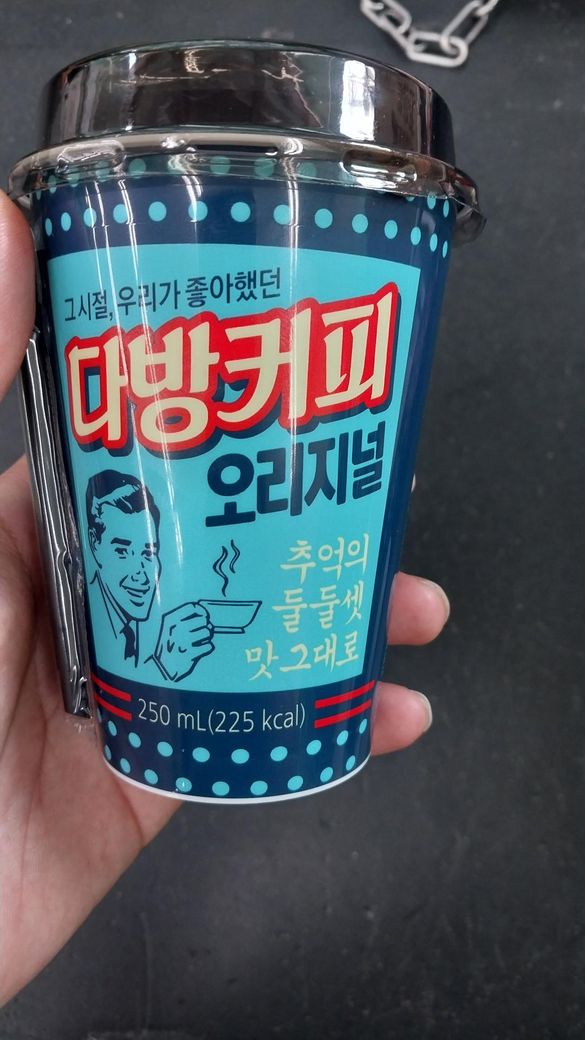 그시절, 우리가 좋아했던
다방커피
오리지널
추억의
둘둘셋
맛 그대로
250 mL(225 kcal)